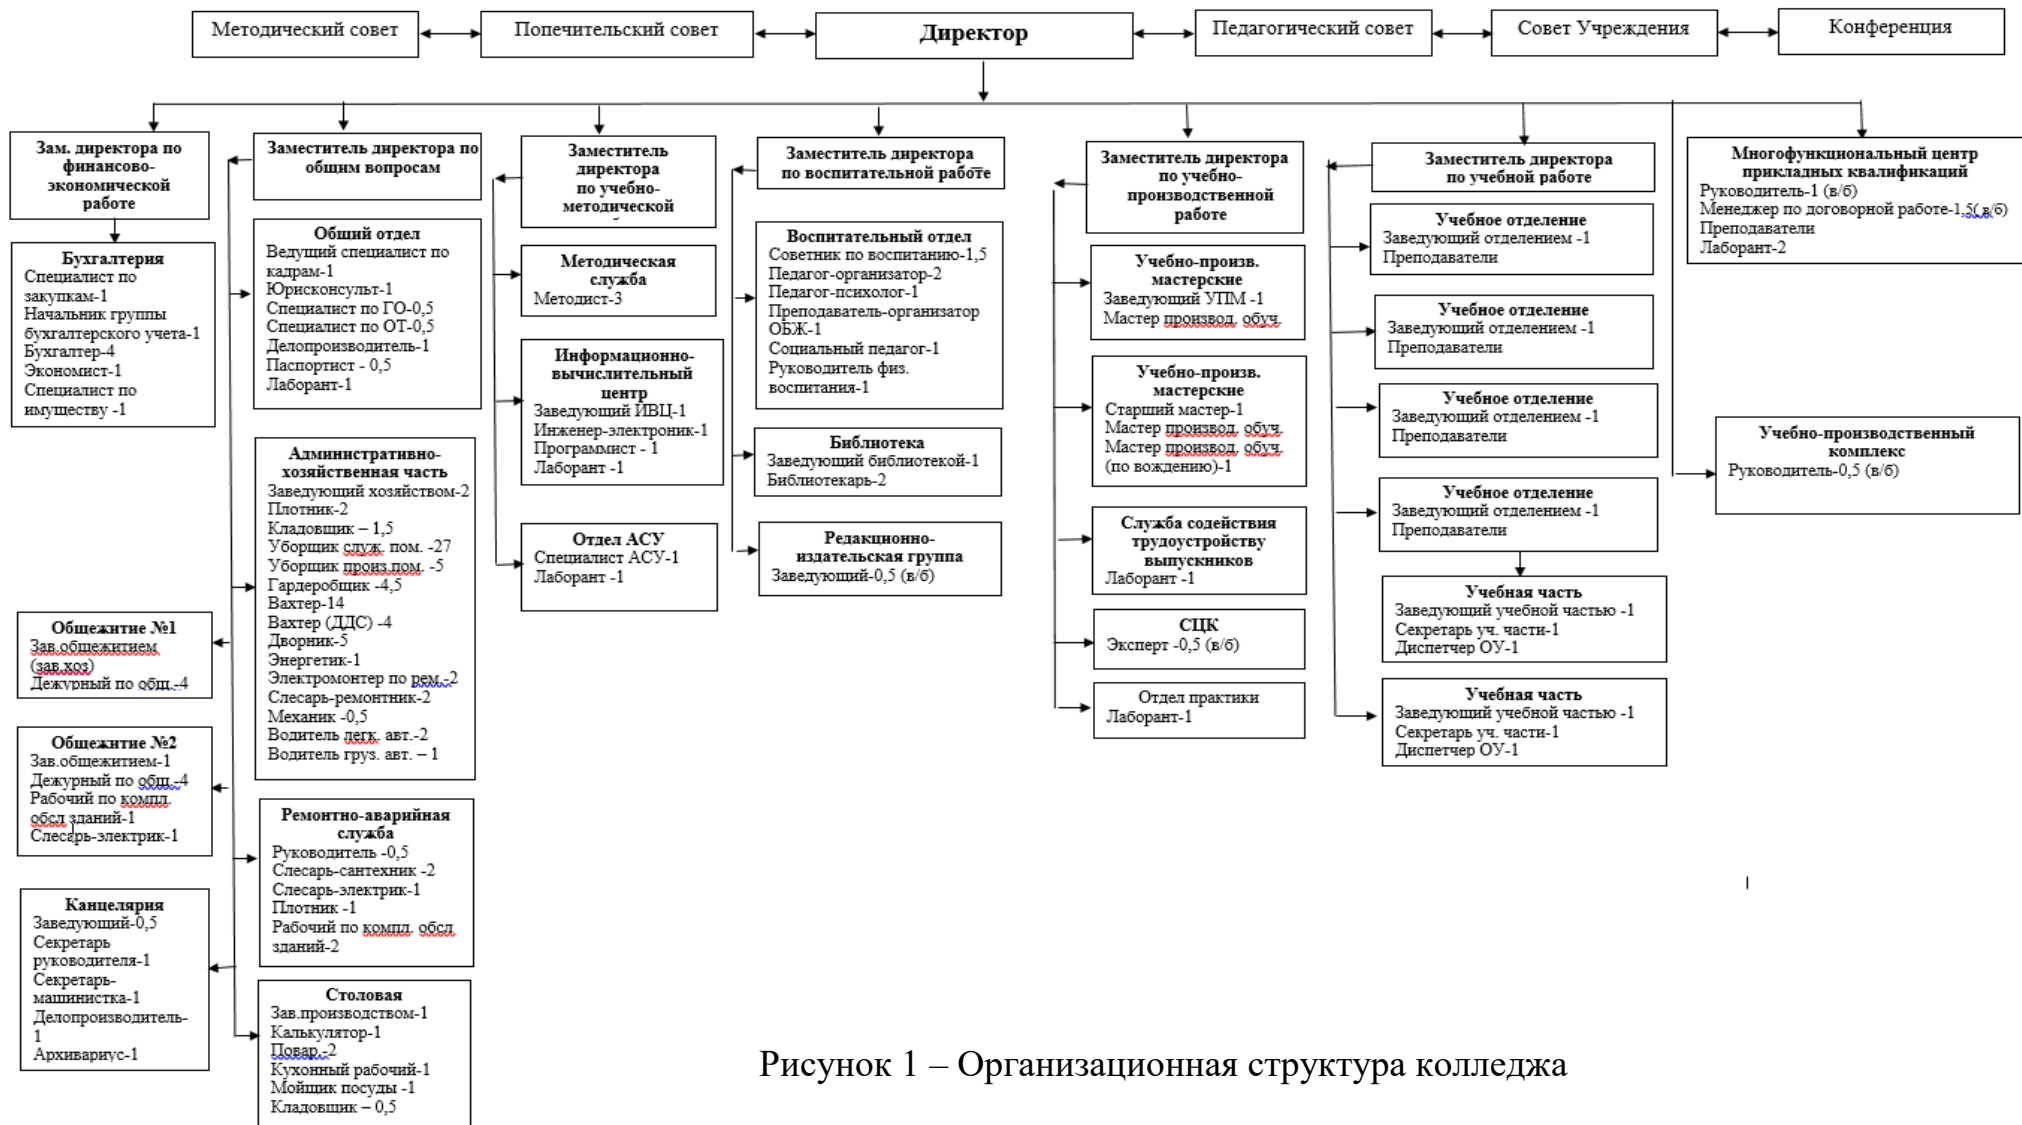 Методический совет
Попечительский совет
Директор
Педагогический совет
Совет Учреждения
Конференция
Зам. директора по
финансово-
экономической
работе
Бухгалтерия
Специалист по
закупкам-1
Начальник группы
бухгалтерского учета-1
Бухгалтер-4
Экономист-1
Специалист по
имуществу -1
Заместитель директора по
общим вопросам
Общий отдел
Ведущий специалист по
кадрам-1
Юрисконсульт-1
Специалист по ГО-0,5
Специалист по ОТ-0,5
Делопроизводитель-1
Паспортист - 0,5
Лаборант-1
Административно-
хозяйственная часть
Заведующий хозяйством-2
Плотник-2
Кладовщик – 1,5
Уборщик служ. пом. -27
Уборщик произ.пом. -5
Гардеробщик -4,5
Вахтер-14
Вахтер (ДДС) -4
Дворник-5
Энергетик-1
Электромонтер по рем.-2
Слесарь-ремонтник-2
Механик -0,5
Водитель легк. авт.-2
Водитель груз. авт. – 1
Ремонтно-аварийная
служба
Руководитель -0,5
Слесарь-сантехник -2
Слесарь-электрик-1
Плотник -1
Рабочий по компл. обсл
зданий-2
Столовая
Зав.производством-1
Калькулятор-1
Повар.-2
Кухонный рабочий-1
Мойщик посуды -1
Кладовщик – 0,5
Общежитие №1
Зав.общежитием
(зав.хоз)
Дежурный по общ.-4
Общежитие №2
Зав.общежитием-1
Дежурный по общ.-4
Рабочий по компл.
обсл зданий-1
Слесарь-электрик-1
Канцелярия
Заведующий-0,5
Секретарь
руководителя-1
Секретарь-
машинистка-1
Делопроизводитель-
1
Архивариус-1
Заместитель
директора
по учебно-
методической
Методическая
служба
Методист-3
Информационно-
вычислительный
центр
Заведующий ИВЦ-1
Инженер-электроник-1
Программист - 1
Лаборант -1
Отдел АСУ
Специалист АСУ-1
Лаборант -1
Заместитель директора
по воспитательной работе
Воспитательный отдел
Советник по воспитанию-1,5
Педагог-организатор-2
Педагог-психолог-1
Преподаватель-организатор
ОБЖ-1
Социальный педагог-1
Руководитель физ.
воспитания-1
Библиотека
Заведующий библиотекой-1
Библиотекарь-2
Редакционно-
издательская группа
Заведующий-0,5 (в/б)
Заместитель директора
по учебно-
производственной
работе
Учебно-произв.
мастерские
Заведующий УПМ -1
Мастер производ. обуч.
Учебно-произв.
мастерские
Старший мастер-1
Мастер производ. обуч.
Мастер производ. обуч.
(по вождению)-1
Служба содействия
трудоустройству
выпускников
Лаборант -1
СЦК
Эксперт -0,5 (в/б)
Отдел практики
Лаборант-1
Заместитель директора
по учебной работе
Учебное отделение
Заведующий отделением -1
Преподаватели
Учебное отделение
Заведующий отделением -1
Преподаватели
Учебное отделение
Заведующий отделением -1
Преподаватели
Учебное отделение
Заведующий отделением -1
Преподаватели
Учебная часть
Заведующий учебной частью -1
Секретарь уч. части-1
Диспетчер ОУ-1
Учебная часть
Заведующий учебной частью -1
Секретарь уч. части-1
Диспетчер ОУ-1
Многофункциональный центр
прикладных квалификаций
Руководитель-1 (в/б)
Менеджер по договорной работе-1,5( в/б)
Преподаватели
Лаборант-2
Учебно-производственный
комплекс
Руководитель-0,5 (в/б)
Рисунок 1 – Организационная структура колледжа